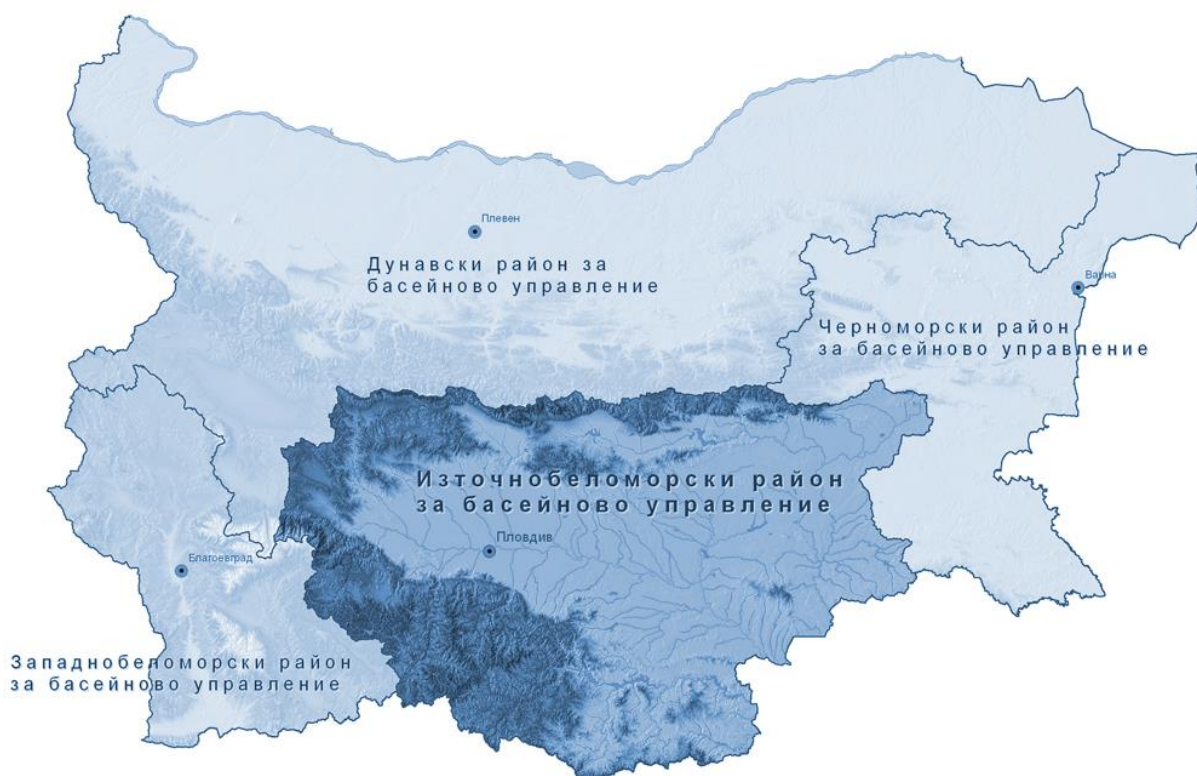 Плевен
Дунавски район за
басейново управление
Варна
Черноморски район
за басейново управление
Източнобеломорски район
за басейново управление
Пловдив
Благоевград
Западнобеломорски район
за басейново управление